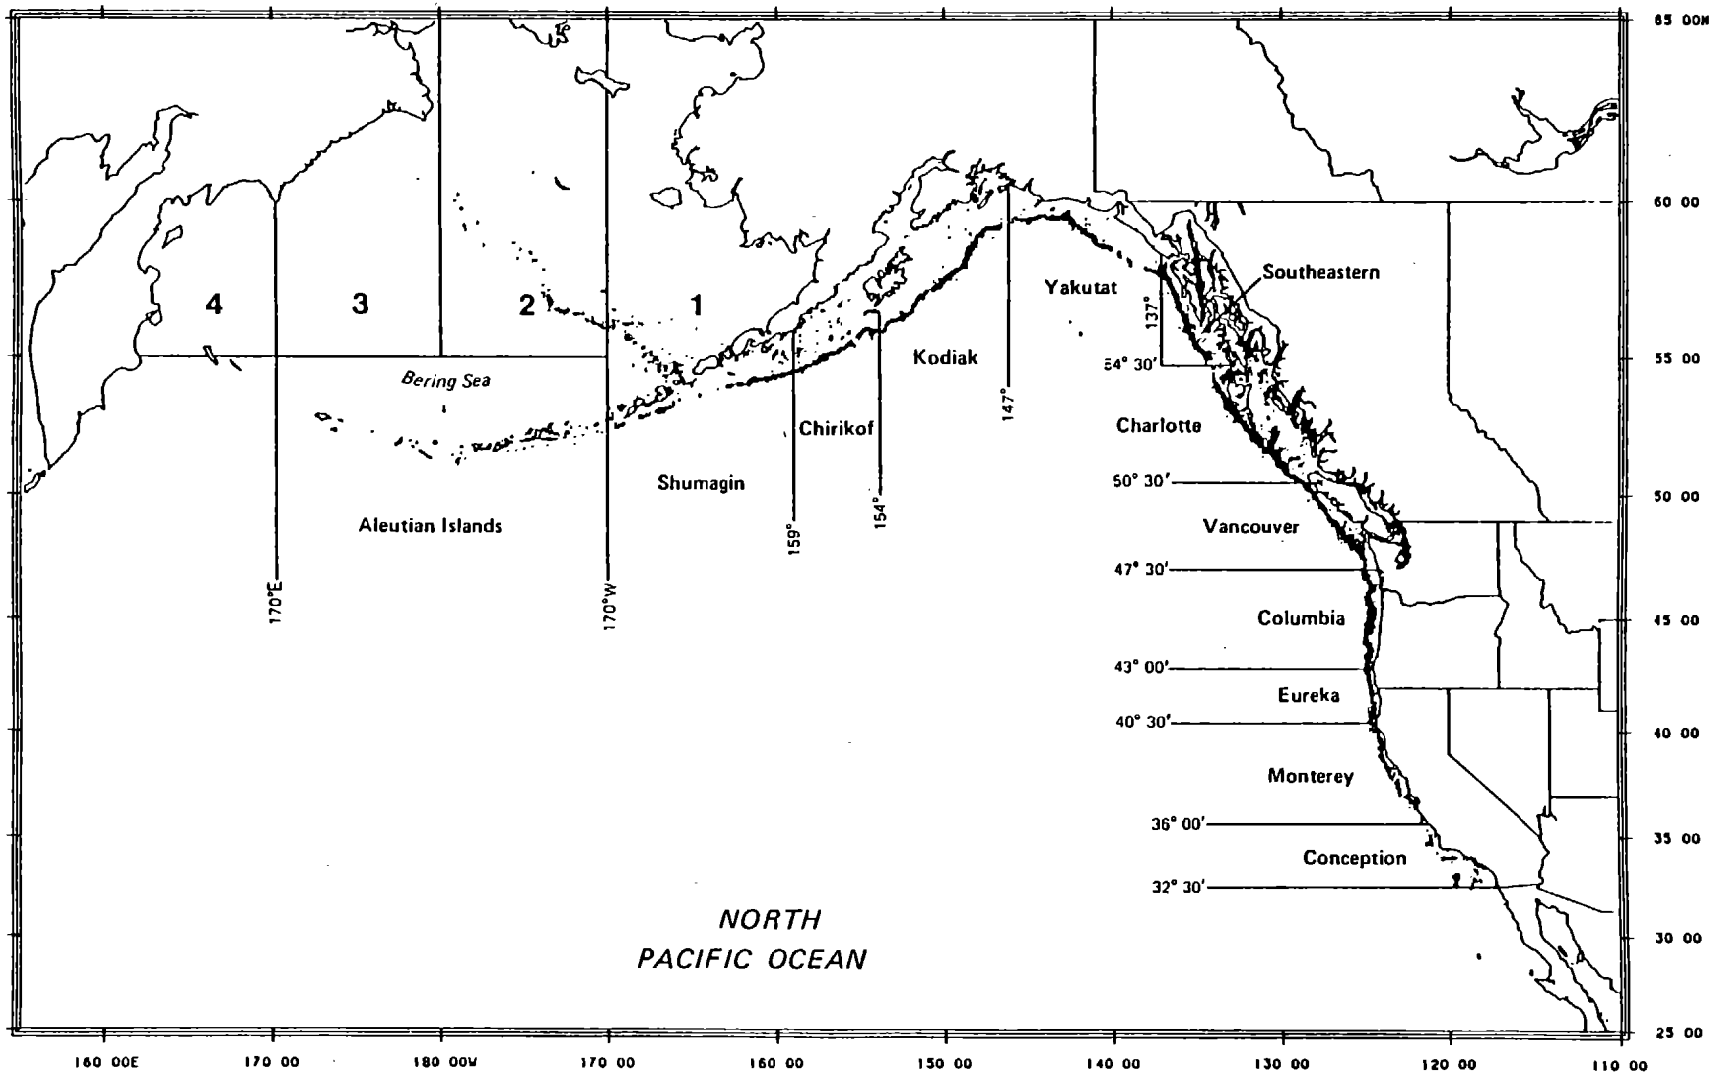 65 00N
60 00
4
3
2
1
Southeastern
Yakutat
137°
54° 30'
55 00
Bering Sea
Kodiak
147°
Chirikof
Charlotte
Shumagin
50° 30'
50 00
154°
Aleutian Islands
159°
Vancouver
47° 30'
170°E
170°W
Columbia
45 00
43° 00'
Eureka
40° 30'
40 00
Monterey
36° 00'
35 00
Conception
32° 30'
NORTH
PACIFIC OCEAN
30 00
25 00
160 00E
170 00
180 00W
170 00
160 00
150 00
140 00
130 00
120 00
110 00